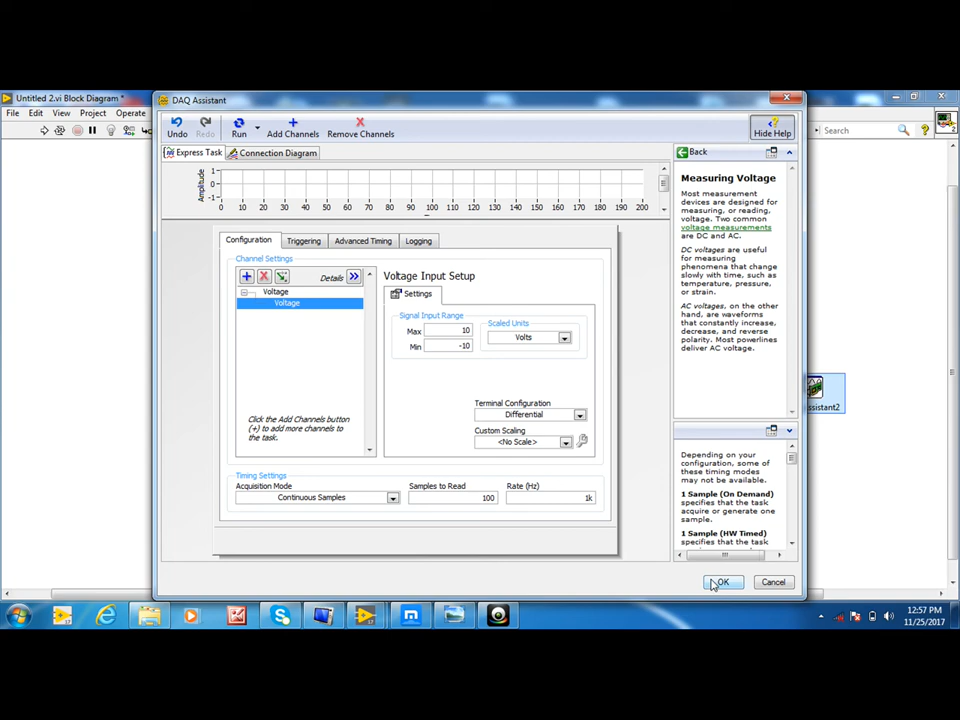 Untitled 2.vi Block Diagram *
DAQ Assistant
File Edit View Project Operate
Undo Redo Run Add Channels Remove Channels Hide Help
Search
Express Task Connection Diagram
Back
Amplitude
1
0
-1
0 10 20 30 40 50 60 70 80 90 100 110 120 130 140 150 160 170 180 190 200
Configuration Triggering Advanced Timing Logging
Channel Settings
Details
Voltage
Voltage
Click the Add Channels button
(+) to add more channels to
the task.
Voltage Input Setup
Settings
Signal Input Range
Max 10
Min -10
Scaled Units
Volts
Terminal Configuration
Differential
Custom Scaling
<No Scale>
Timing Settings
Acquisition Mode Samples to Read Rate (Hz)
Continuous Samples 100 1k
Measuring Voltage
Most measurement
devices are designed
for measuring, or
reading, voltage. Two common
voltage measurements
are DC and AC.
DC voltages are useful
for measuring
phenomena that change
slowly with time, such as
temperature, pressure,
or strain.
AC voltages, on the other
hand, are waveforms
that constantly increase,
decrease, and reverse
polarity. Most powerlines
deliver AC voltage.
Depending on your
configuration, some of
these timing modes
may not be available.
1 Sample (On Demand)
specifies that the task
acquire or generate one
sample.
1 Sample (HW Timed)
specifies that the task
OK Cancel
ssistant2
12:57 PM
11/25/2017